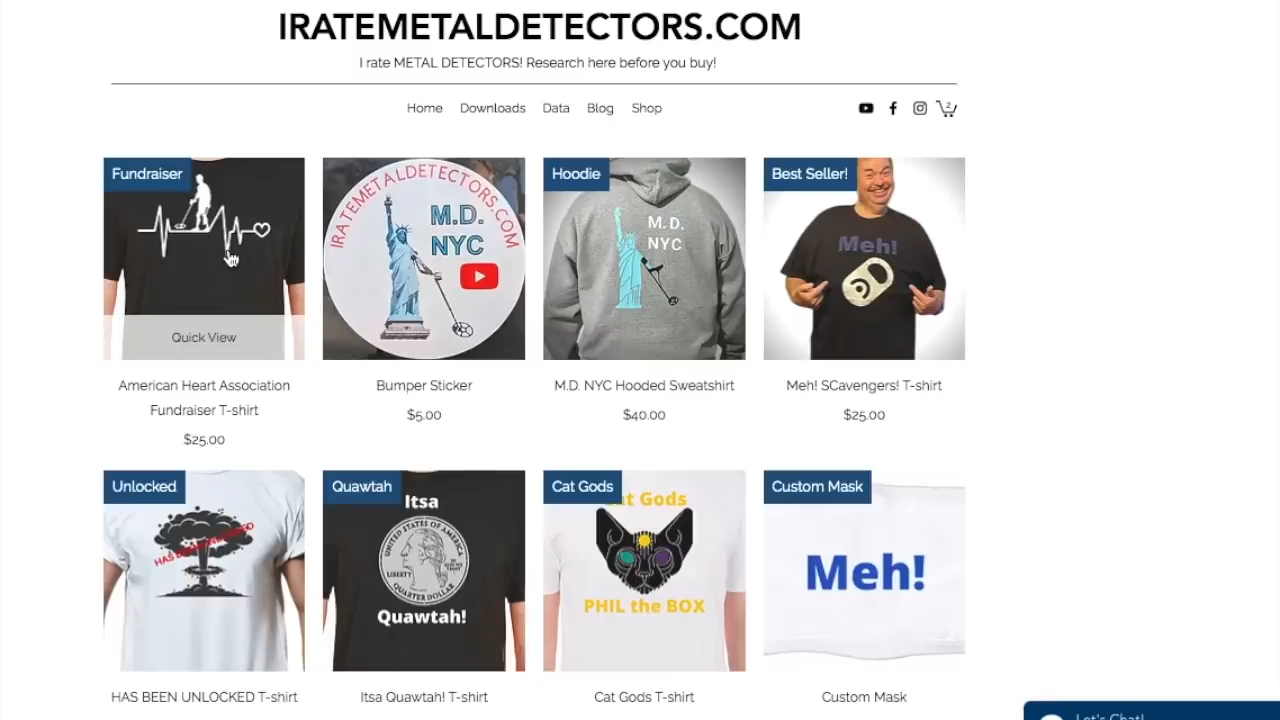 IRATEMETALDETECTORS.COM
I rate METAL DETECTORS! Research here before you buy!
Home Downloads Data Blog Shop
2
Fundraiser
Quick View
American Heart Association
Fundraiser T-shirt
$25.00
IRATEMETALDETECTORS.COM
M.D.
NYC
Bumper Sticker
$5.00
Hoodie
M.D.
NYC
M.D. NYC Hooded Sweatshirt
$40.00
Best Seller!
Meh!
Meh! SCavengers! T-shirt
$25.00
Unlocked
HAS BEEN UNLOCKED T-shirt
Quawtah
Itsa
UNITED STATES OF AMERICA
LIBERTY
QUARTER DOLLAR
Quawtah!
Itsa Quawtah! T-shirt
Cat Gods
Gods
PHIL the BOX
Cat Gods T-shirt
Custom Mask
Meh!
Custom Mask
Let's Chat!